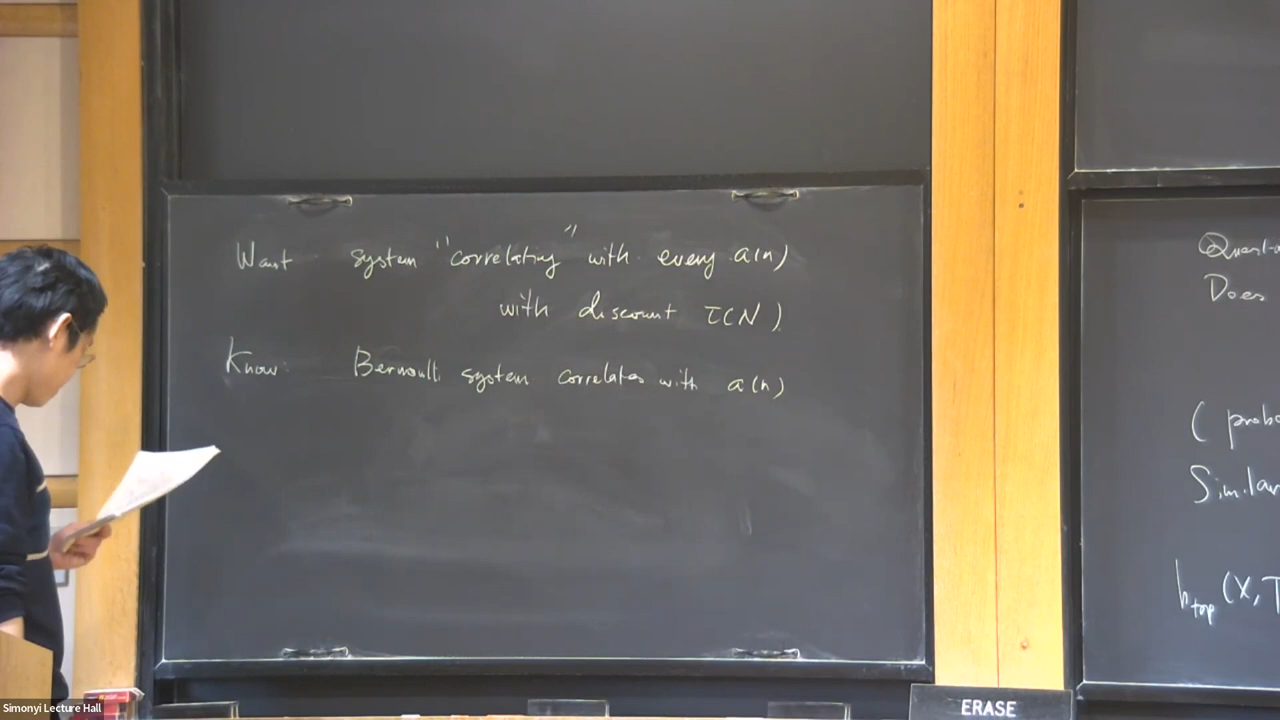 Want system "correlating" with every a(n)
with discount τ(N)
Know: Bernoulli system correlates with a(n)
Does
( prob
Similar
h_top (X, T
Simonyi Lecture Hall
ERASE